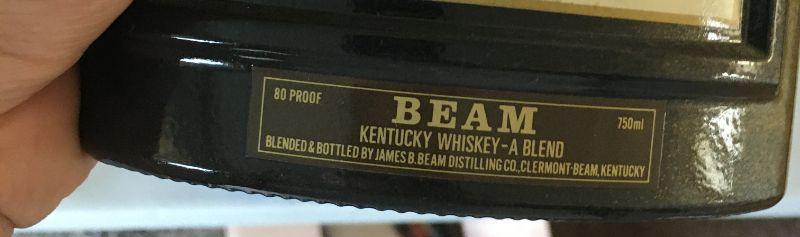 80 PROOF
BEAM
750ml
KENTUCKY WHISKEY-A BLEND
BLENDED & BOTTLED BY JAMES B. BEAM DISTILLING CO., CLERMONT-BEAM, KENTUCKY